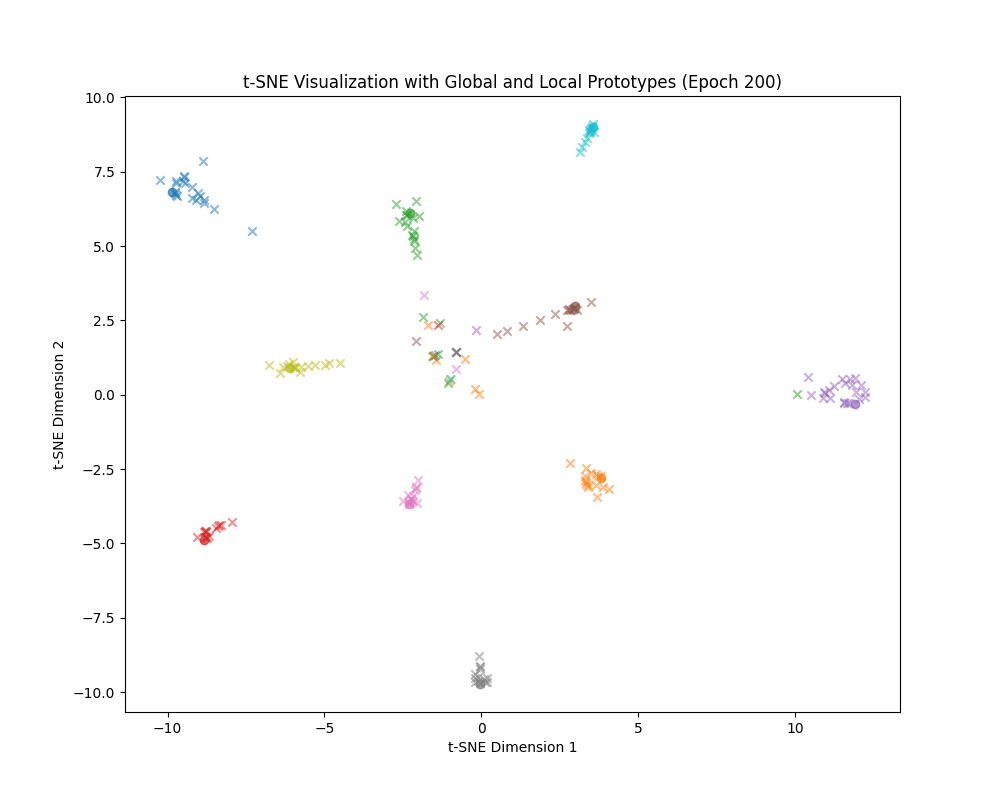 t-SNE Visualization with Global and Local Prototypes (Epoch 200)
10.0
7.5
5.0
2.5
0.0
−2.5
−5.0
−7.5
−10.0
t-SNE Dimension 2
−10 −5 0 5 10
t-SNE Dimension 1